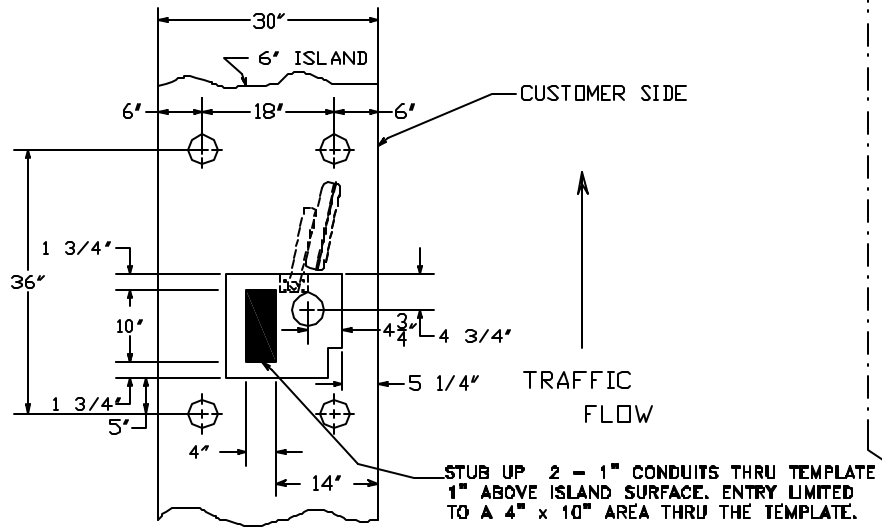 30"
6" ISLAND
6"
18"
6"
CUSTOMER SIDE
1 3/4"
36"
10"
4 3/4"
4 3/4"
5 1/4"
TRAFFIC
FLOW
1 3/4"
5"
4"
14"
STUB UP 2 - 1" CONDUITS THRU TEMPLATE
1" ABOVE ISLAND SURFACE. ENTRY LIMITED
TO A 4" x 10" AREA THRU THE TEMPLATE.